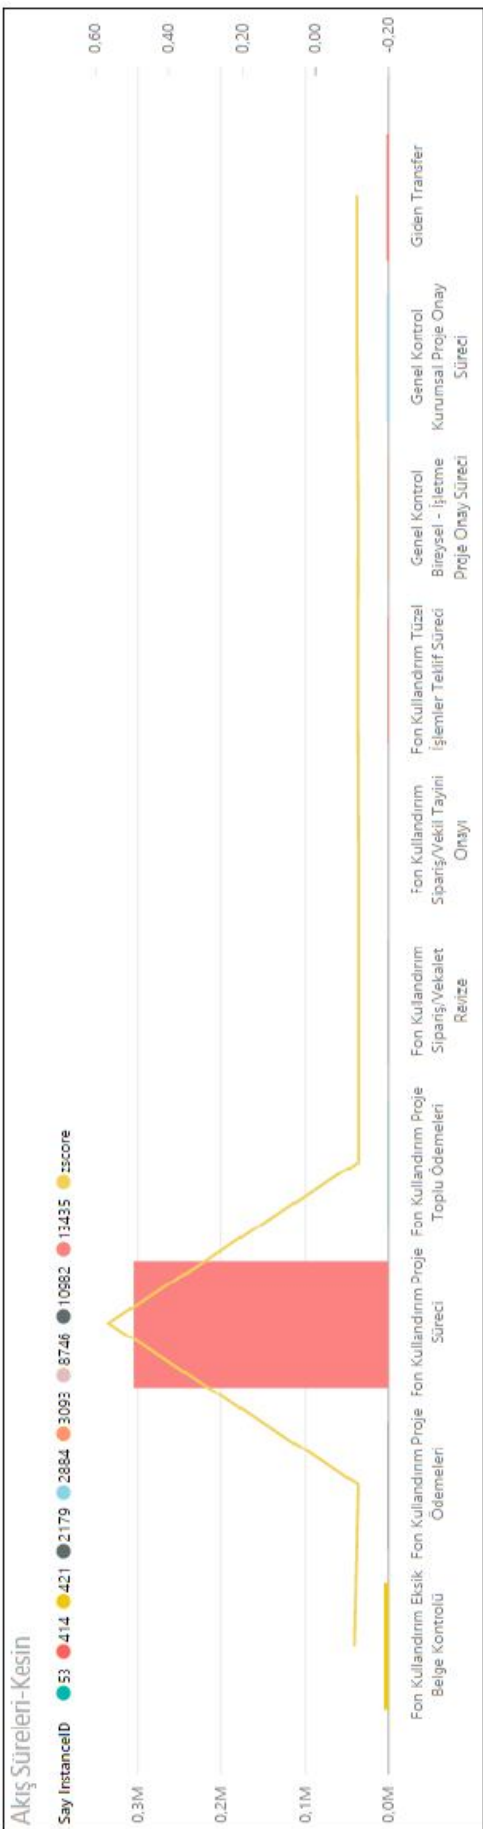 Akış Süreleri-Kesin
Say InstanceID 53 414 421 2179 2884 3093 8746 10982 13435 zscore
0,3M
0,2M
0,1M
0,0M
0,60
0,40
0,20
0,00
-0,20
Fon Kullandırım Eksik
Belge Kontrolü
Fon Kullandırım Proje
Ödemeleri
Fon Kullandırım Proje
Süreci
Fon Kullandırım Proje
Toplu Ödemeleri
Fon Kullandırım
Sipariş/Vekalet
Revize
Fon Kullandırım
Sipariş/Vekil Tayini
Onayı
Fon Kullandırım Tüzel
İşlemler Teklif Süreci
Genel Kontrol
Bireysel - İşletme
Proje Onay Süreci
Genel Kontrol
Kurumsal Proje Onay
Süreci
Giden Transfer